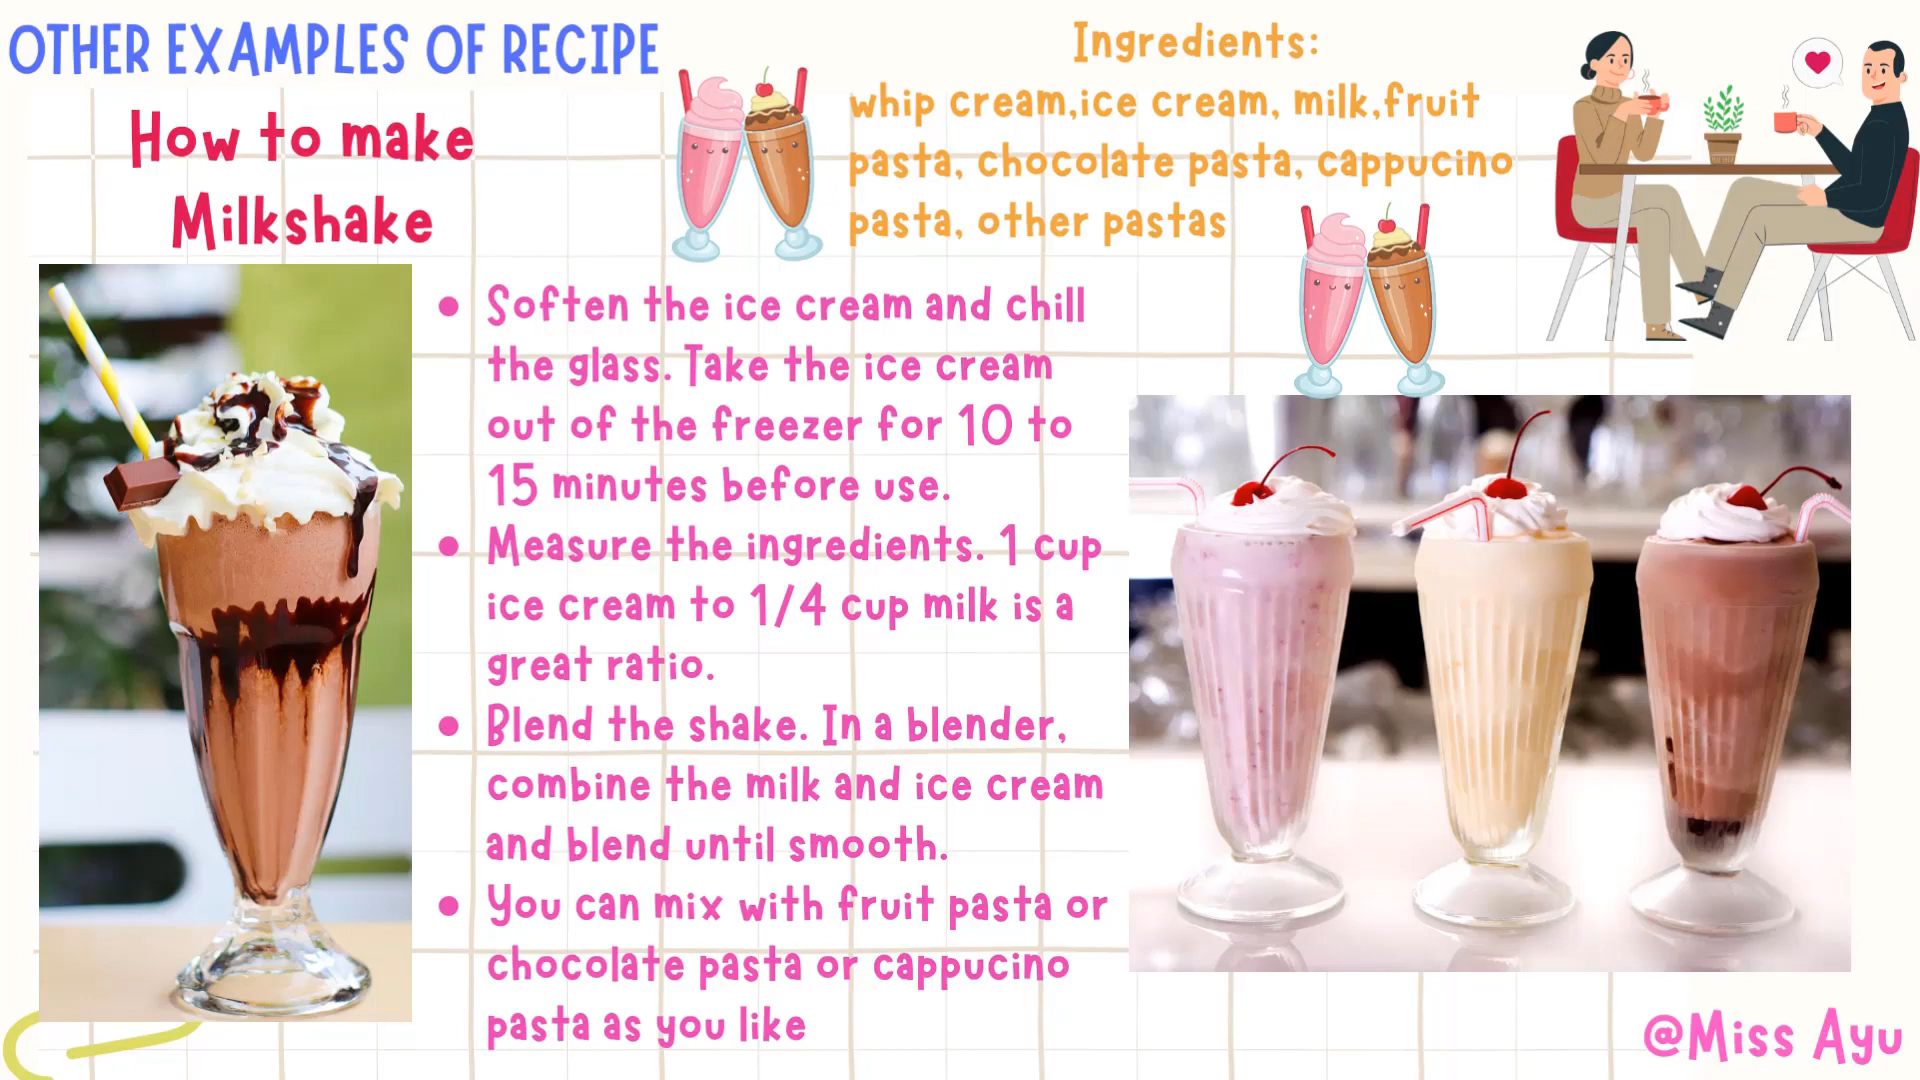 OTHER EXAMPLES OF RECIPE
How to make
Milkshake
Ingredients:
whip cream,ice cream, milk,fruit
pasta, chocolate pasta, cappucino
pasta, other pastas
• Soften the ice cream and chill
the glass. Take the ice cream
out of the freezer for 10 to
15 minutes before use.
• Measure the ingredients. 1 cup
ice cream to 1/4 cup milk is a
great ratio.
• Blend the shake. In a blender,
combine the milk and ice cream
and blend until smooth.
• You can mix with fruit pasta or
chocolate pasta or cappucino
pasta as you like
@Miss Ayu